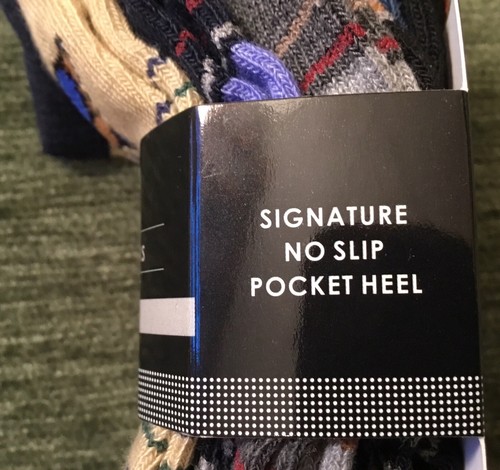 SIGNATURE
NO SLIP
POCKET HEEL